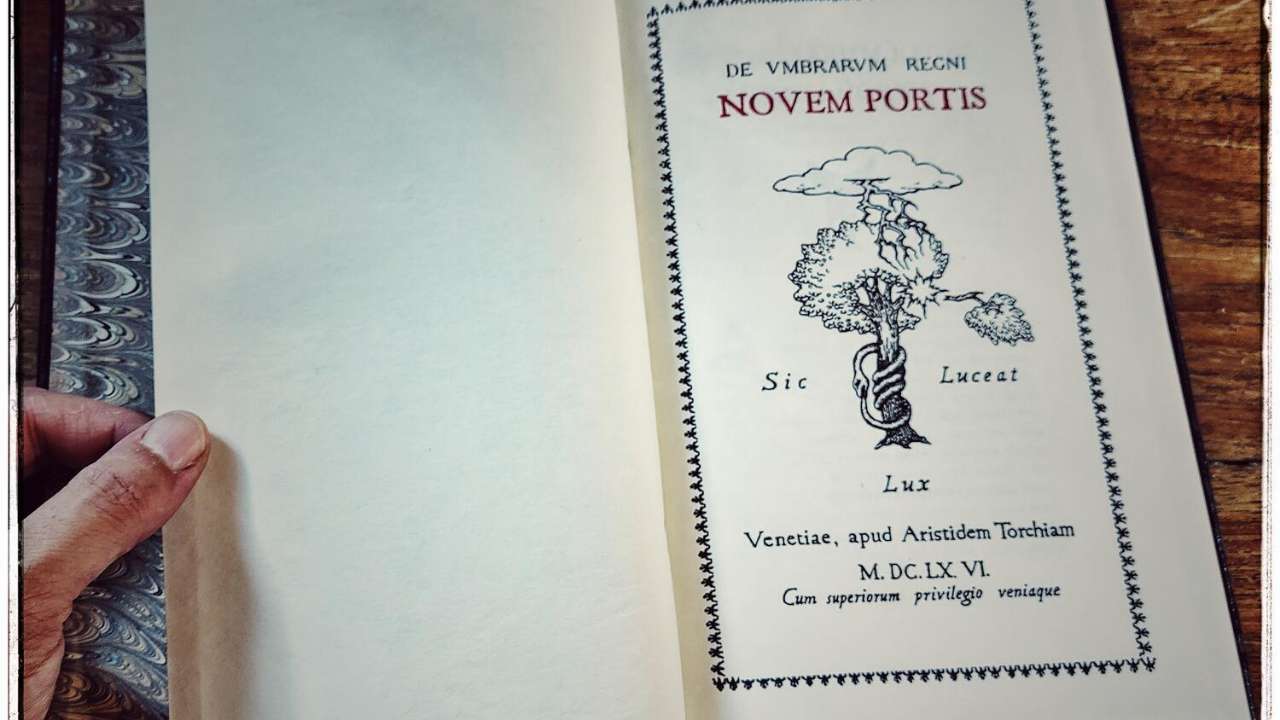 DE VMBRARVM REGNI
NOVEM PORTIS
Sic Luceat
Lux
Venetiae, apud Aristidem Torchiam
M. DC. LX. VI.
Cum superiorum privilegio veniaque